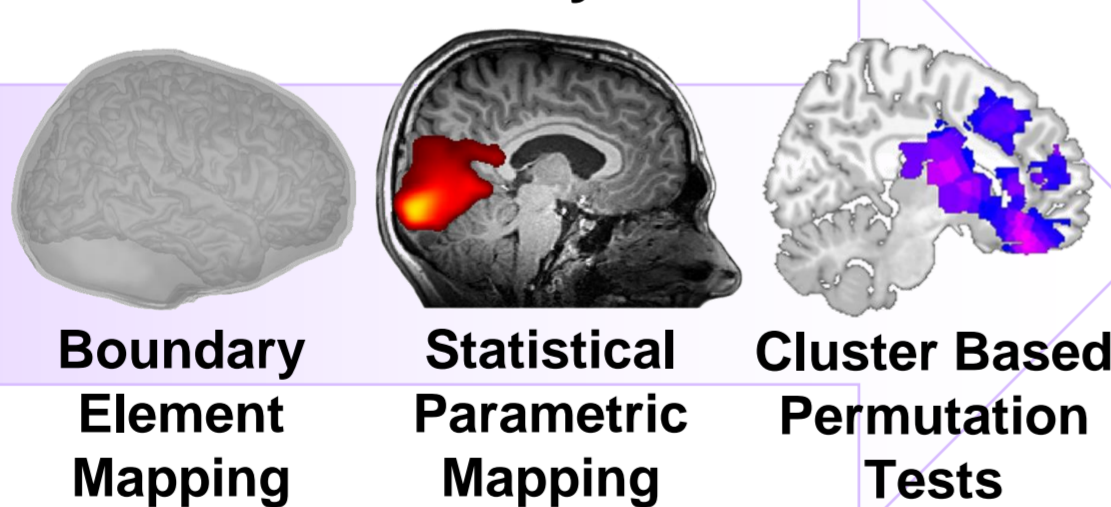 Boundary
Element
Mapping
Statistical
Parametric
Mapping
Cluster Based
Permutation
Tests